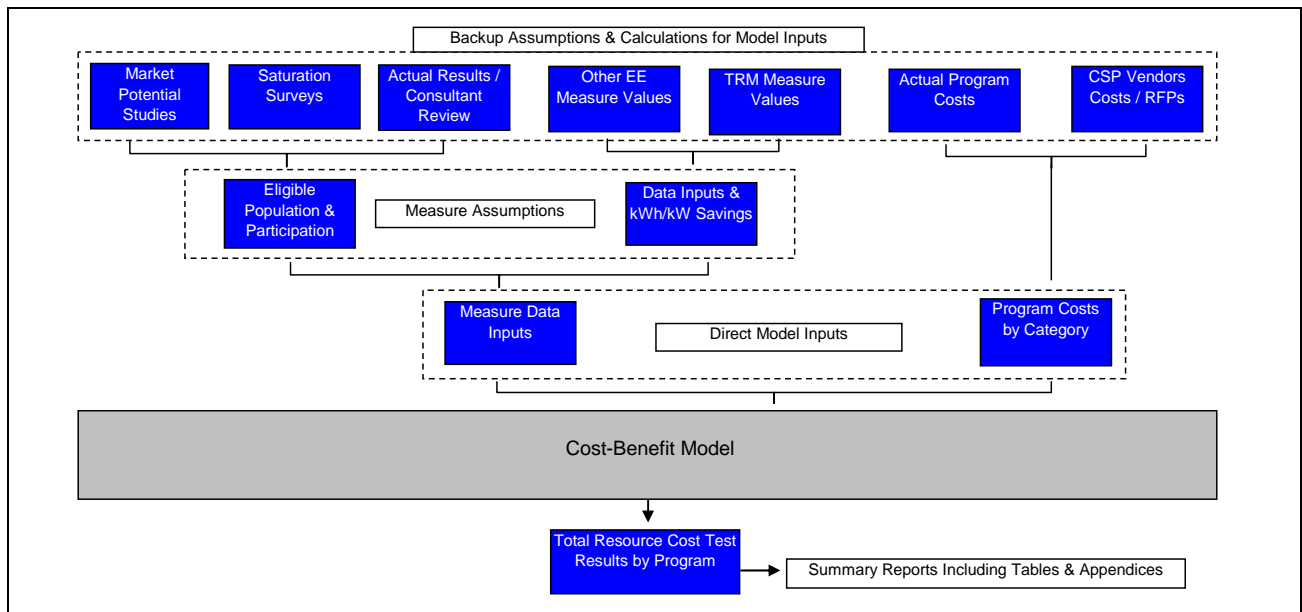 Backup Assumptions & Calculations for Model Inputs
Market
Potential
Studies
Saturation
Surveys
Actual Results /
Consultant
Review
Other EE
Measure Values
TRM Measure
Values
Actual Program
Costs
CSP Vendors
Costs / RFPs
Eligible
Population &
Participation
Measure Assumptions
Data Inputs &
kWh/kW Savings
Measure Data
Inputs
Direct Model Inputs
Program Costs
by Category
Cost-Benefit Model
Total Resource Cost Test
Results by Program
Summary Reports Including Tables & Appendices